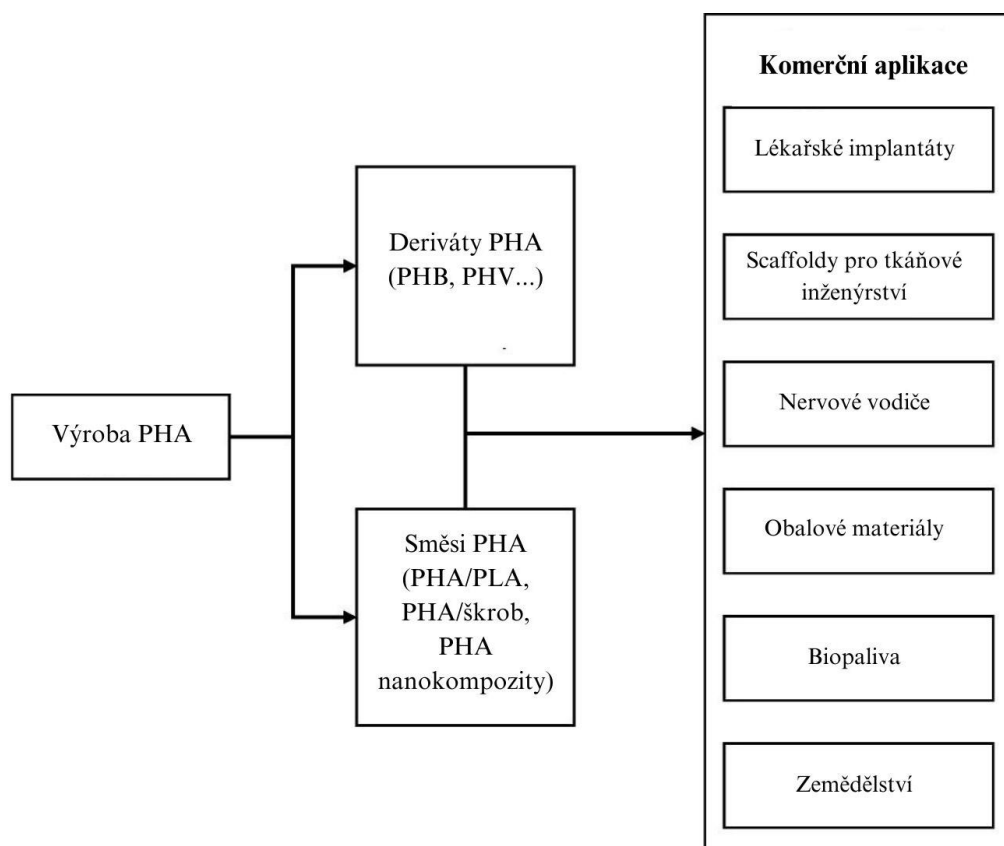 Komerční aplikace
Lékařské implantáty
Deriváty PHA
(PHB, PHV...)
Scaffoldy pro tkáňové
inženýrství
Nervové vodiče
Výroba PHA
Směsi PHA
(PHA/PLA,
PHA/škrob,
PHA
nanokompozity)
Obalové materiály
Biopaliva
Zemědělství